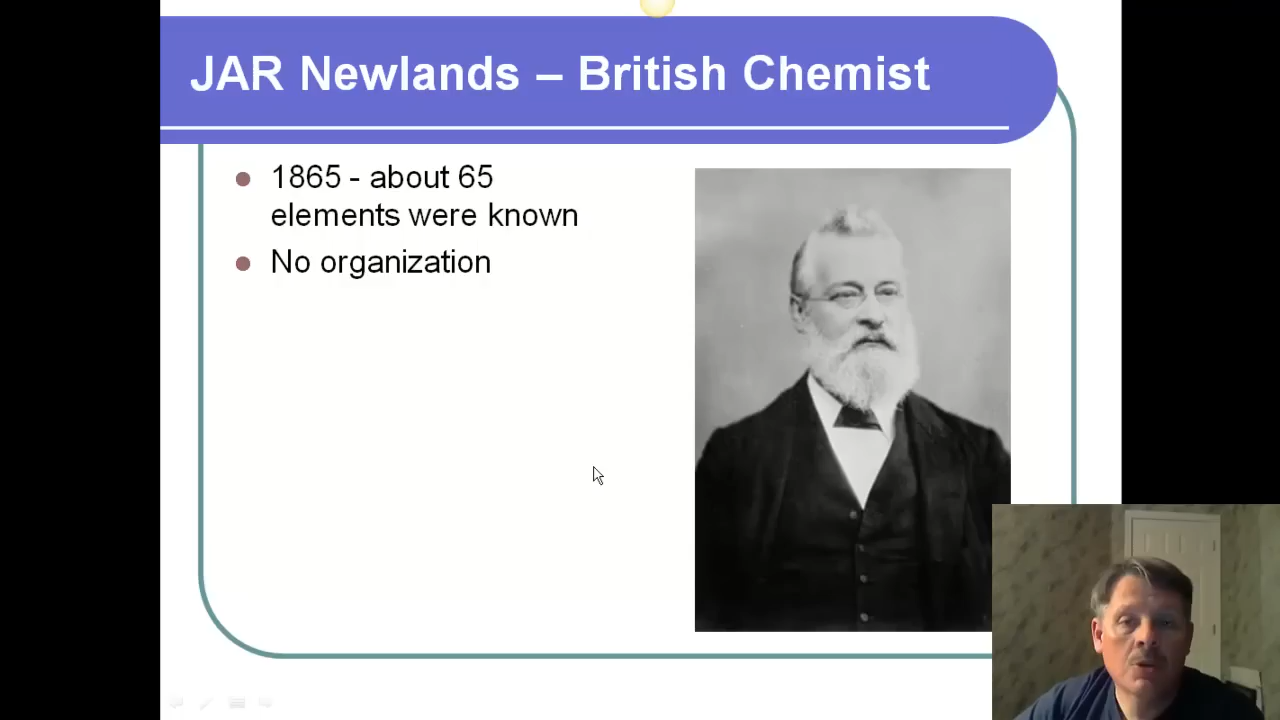 JAR Newlands – British Chemist
1865 - about 65
elements were known
No organization